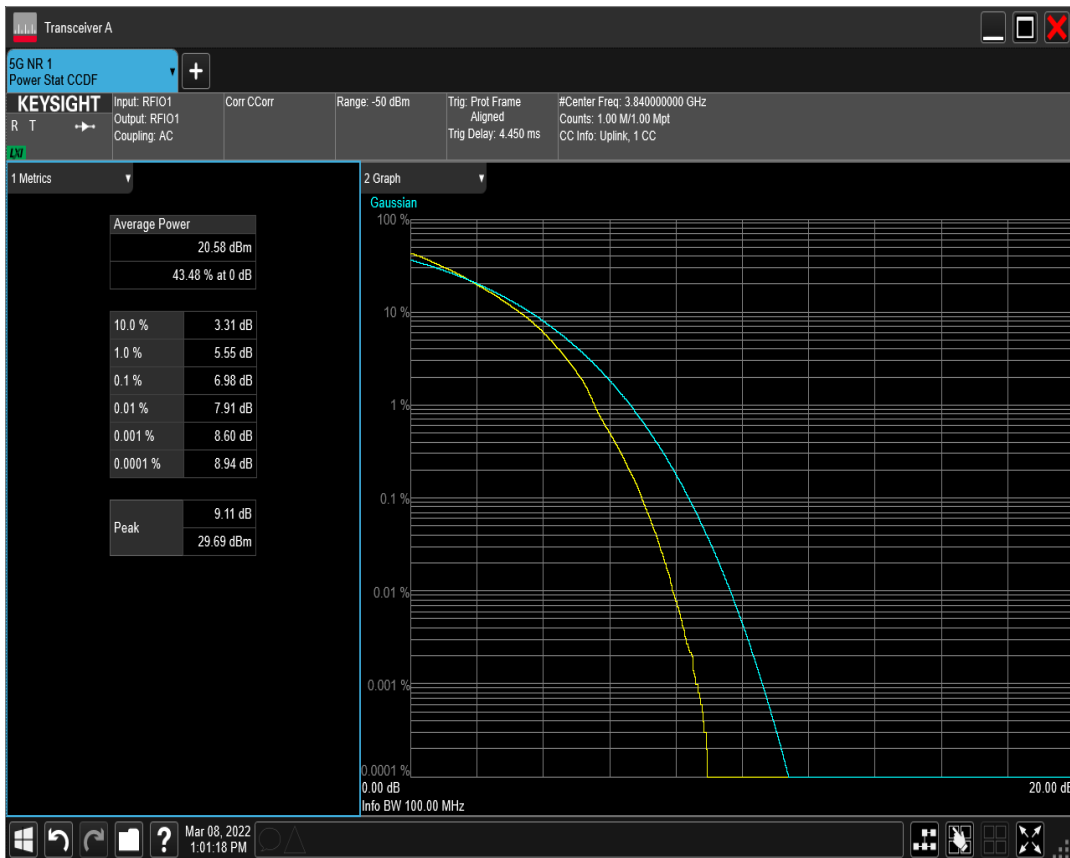 Transceiver A
5G NR 1
Power Stat CCDF
KEYSIGHT
R T
LXI
Input: RFIO1
Output: RFIO1
Coupling: AC
Corr CCorr
Range: -50 dBm
Trig: Prot Frame
Aligned
Trig Delay: 4.450 ms
#Center Freq: 3.840000000 GHz
Counts: 1.00 M/1.00 Mpt
CC Info: Uplink, 1 CC
1 Metrics
Average Power
20.58 dBm
43.48 % at 0 dB
10.0 % 3.31 dB
1.0 % 5.55 dB
0.1 % 6.98 dB
0.01 % 7.91 dB
0.001 % 8.60 dB
0.0001 % 8.94 dB
Peak
9.11 dB
29.69 dBm
2 Graph
Gaussian
100 %
10 %
1 %
0.1 %
0.01 %
0.001 %
0.0001 %
0.00 dB 20.00 dB
Info BW 100.00 MHz
?
Mar 08, 2022
1:01:18 PM